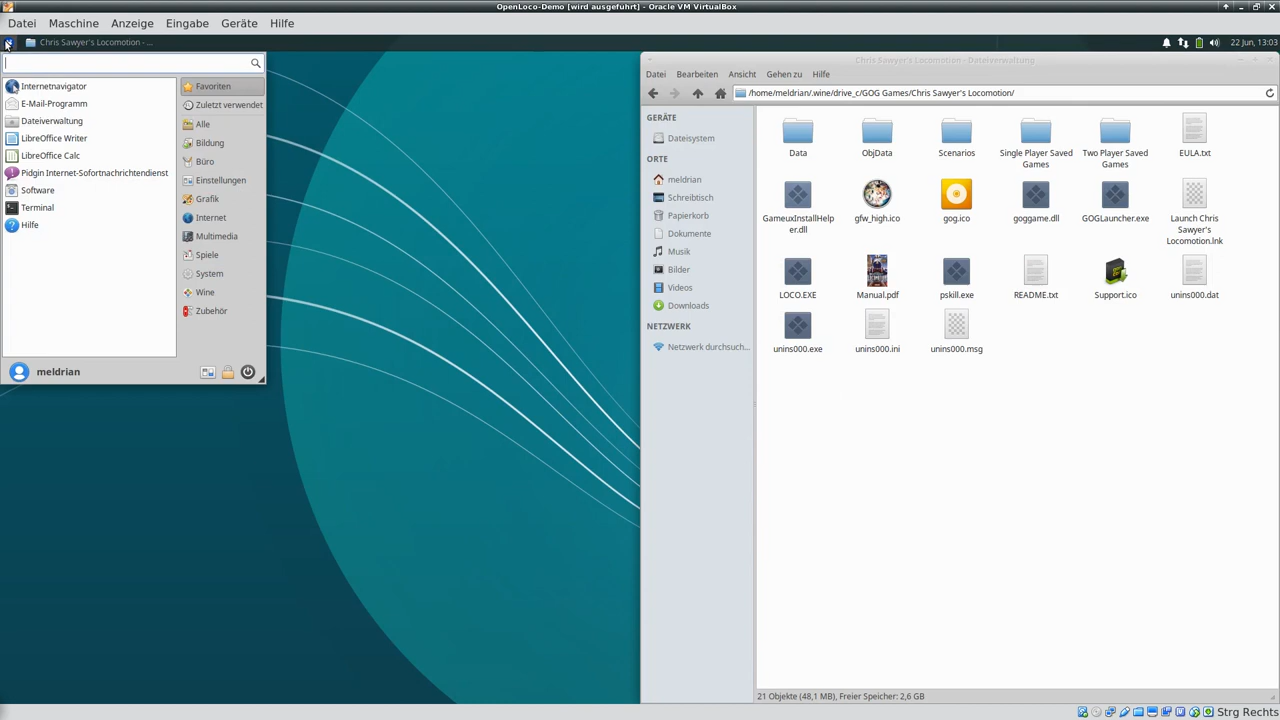 OpenLoco-Demo [wird ausgeführt] - Oracle VM VirtualBox
Datei Maschine Anzeige Eingabe Geräte Hilfe
Chris Sawyer's Locomotion - ...
22 Jun, 13:03
Internetnavigator
E-Mail-Programm
Dateiverwaltung
LibreOffice Writer
LibreOffice Calc
Pidgin Internet-Sofortnachrichtendienst
Software
Terminal
Hilfe
Favoriten
Zuletzt verwendet
Alle
Bildung
Büro
Einstellungen
Grafik
Internet
Multimedia
Spiele
System
Wine
Zubehör
meldrian
Chris Sawyer's Locomotion - Dateiverwaltung
Datei Bearbeiten Ansicht Gehen zu Hilfe
/home/meldrian/.wine/drive_c/GOG Games/Chris Sawyer's Locomotion/
GERÄTE
Dateisystem
ORTE
meldrian
Schreibtisch
Papierkorb
Dokumente
Musik
Bilder
Videos
Downloads
NETZWERK
Netzwerk durchsuch...
Data
ObjData
Scenarios
Single Player Saved
Games
Two Player Saved
Games
EULA.txt
GameuxInstallHelp
er.dll
gfw_high.ico
gog.ico
goggame.dll
GOGLauncher.exe
Launch Chris
Sawyer's
Locomotion.lnk
LOCO.EXE
Manual.pdf
pskill.exe
README.txt
Support.ico
unins000.dat
unins000.exe
unins000.ini
unins000.msg
21 Objekte (48,1 MB), Freier Speicher: 2,6 GB
Strg Rechts